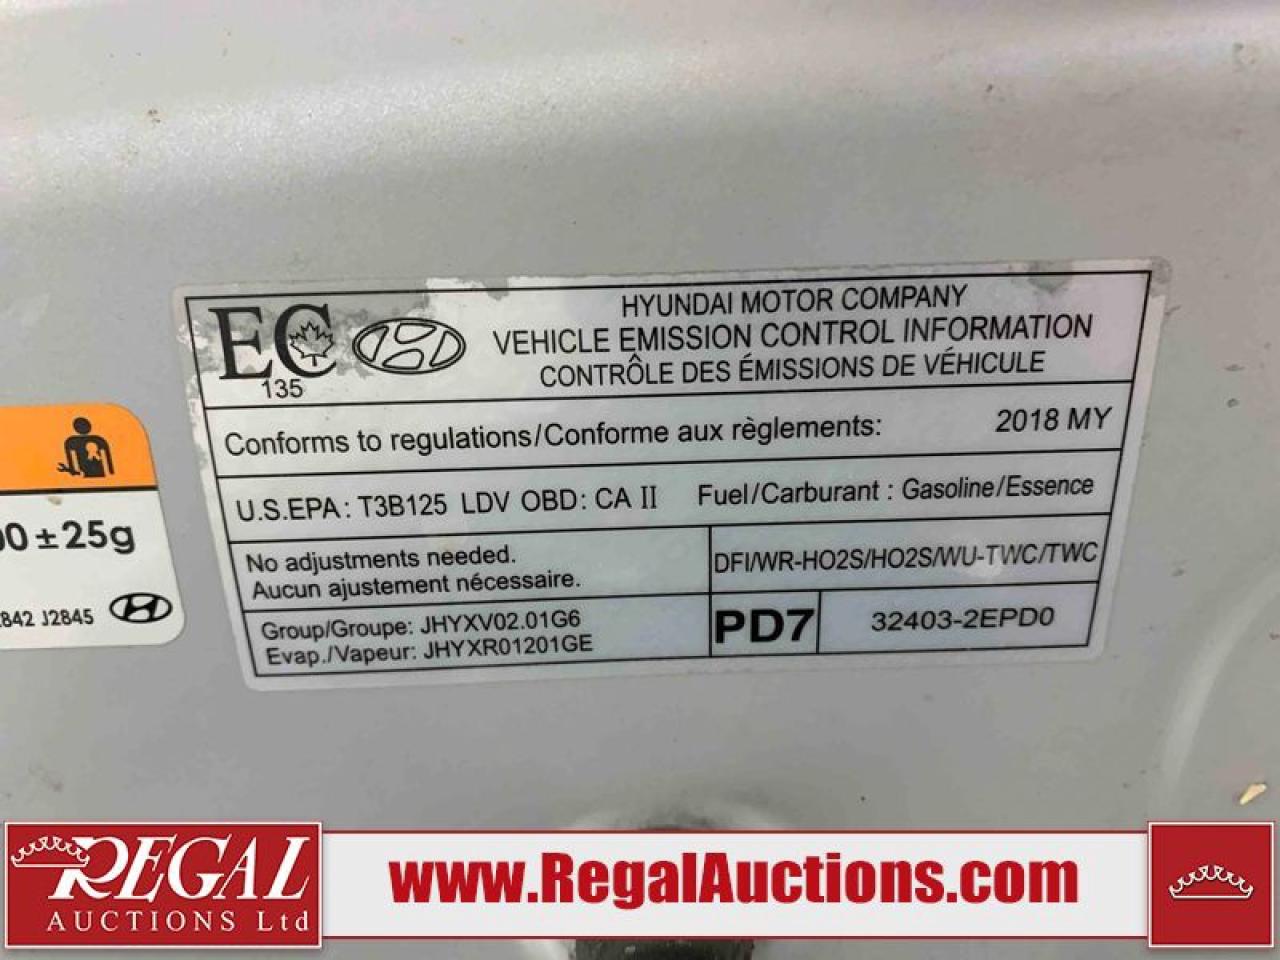 EC
135
HYUNDAI MOTOR COMPANY
VEHICLE EMISSION CONTROL INFORMATION
CONTRÔLE DES ÉMISSIONS DE VÉHICULE
Conforms to regulations/Conforme aux règlements: 2018 MY
U.S.EPA: T3B125 LDV OBD: CA II Fuel/Carburant : Gasoline/Essence
No adjustments needed.
Aucun ajustement nécessaire.
DFI/WR-HO2S/HO2S/WU-TWC/TWC
Group/Groupe: JHYXV02.01G6
Evap./Vapeur: JHYXR01201GE
PD7
32403-2EPD0
±25g
J2845
REGAL
AUCTIONS Ltd
www.RegalAuctions.com